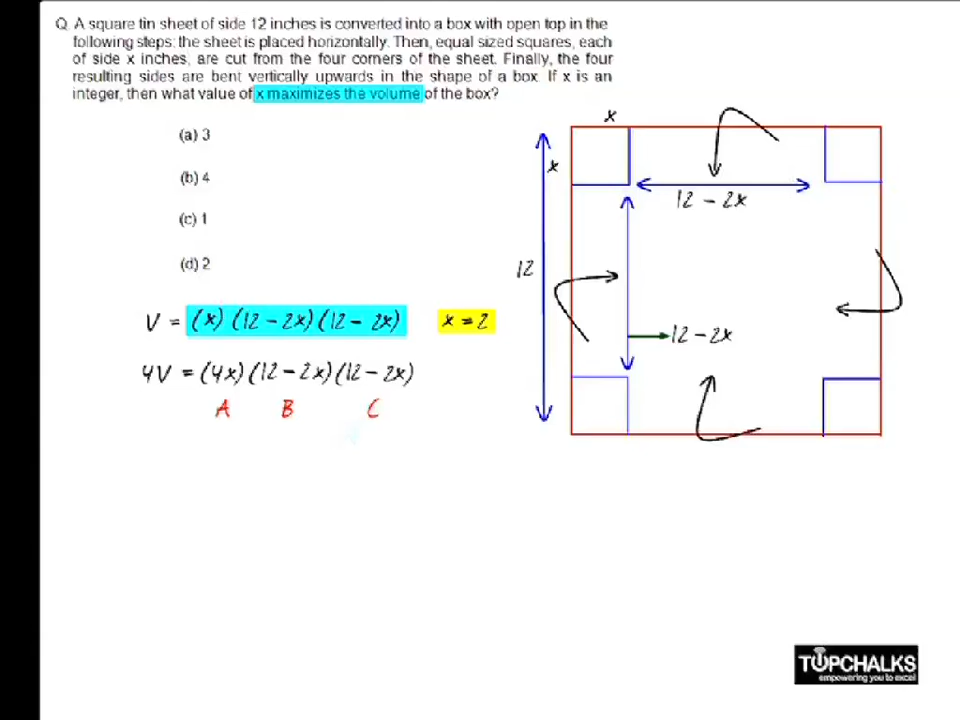 Q. A square tin sheet of side 12 inches is converted into a box with open top in the
following steps: the sheet is placed horizontally. Then, equal sized squares, each
of side x inches, are cut from the four corners of the sheet. Finally, the four
resulting sides are bent vertically upwards in the shape of a box. If x is an
integer, then what value of x maximizes the volume of the box?
(a) 3
(b) 4
(c) 1
(d) 2
V = (x) (12 - 2x) (12 - 2x)
x = 2
4V = (4x) (12 - 2x) (12 - 2x)
A B C
x
x
12 - 2x
12
12 - 2x
TOPCHALKS
empowering you to excel